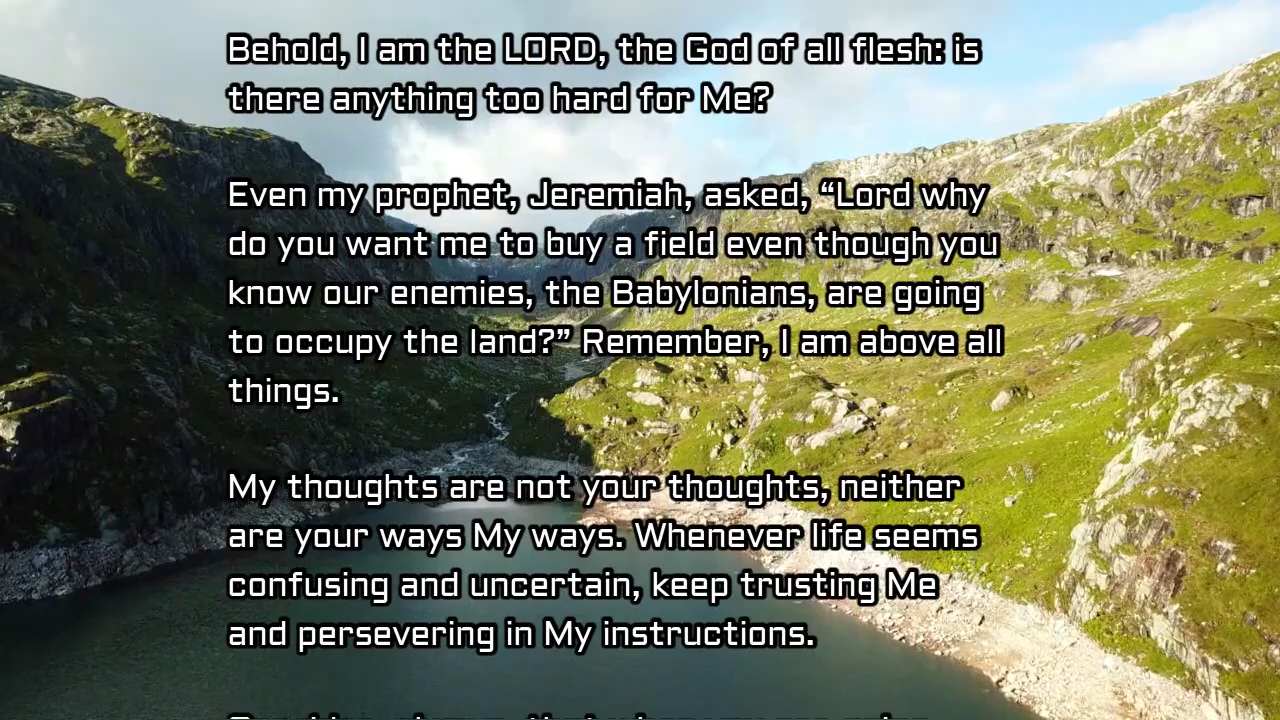 Behold, I am the LORD, the God of all flesh: is
there anything too hard for Me?
Even my prophet, Jeremiah, asked, “Lord why
do you want me to buy a field even though you
know our enemies, the Babylonians, are going
to occupy the land?” Remember, I am above all
things.
My thoughts are not your thoughts, neither
are your ways My ways. Whenever life seems
confusing and uncertain, keep trusting Me
and persevering in My instructions.